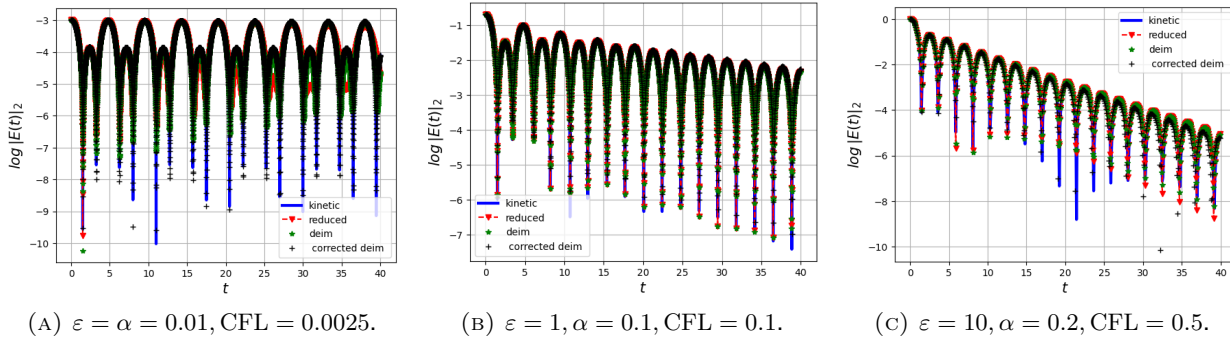 −3
−4
−5
−6
−7
−8
−9
−10
log |E(t)|₂
0 5 10 15 20 25 30 35 40
t
kinetic
reduced
deim
corrected deim
(A) ε = α = 0.01, CFL = 0.0025.
−1
−2
−3
−4
−5
−6
−7
log |E(t)|₂
0 5 10 15 20 25 30 35 40
t
kinetic
reduced
deim
corrected deim
(B) ε = 1, α = 0.1, CFL = 0.1.
0
−2
−4
−6
−8
−10
log |E(t)|₂
0 5 10 15 20 25 30 35 40
t
kinetic
reduced
deim
corrected deim
(C) ε = 10, α = 0.2, CFL = 0.5.